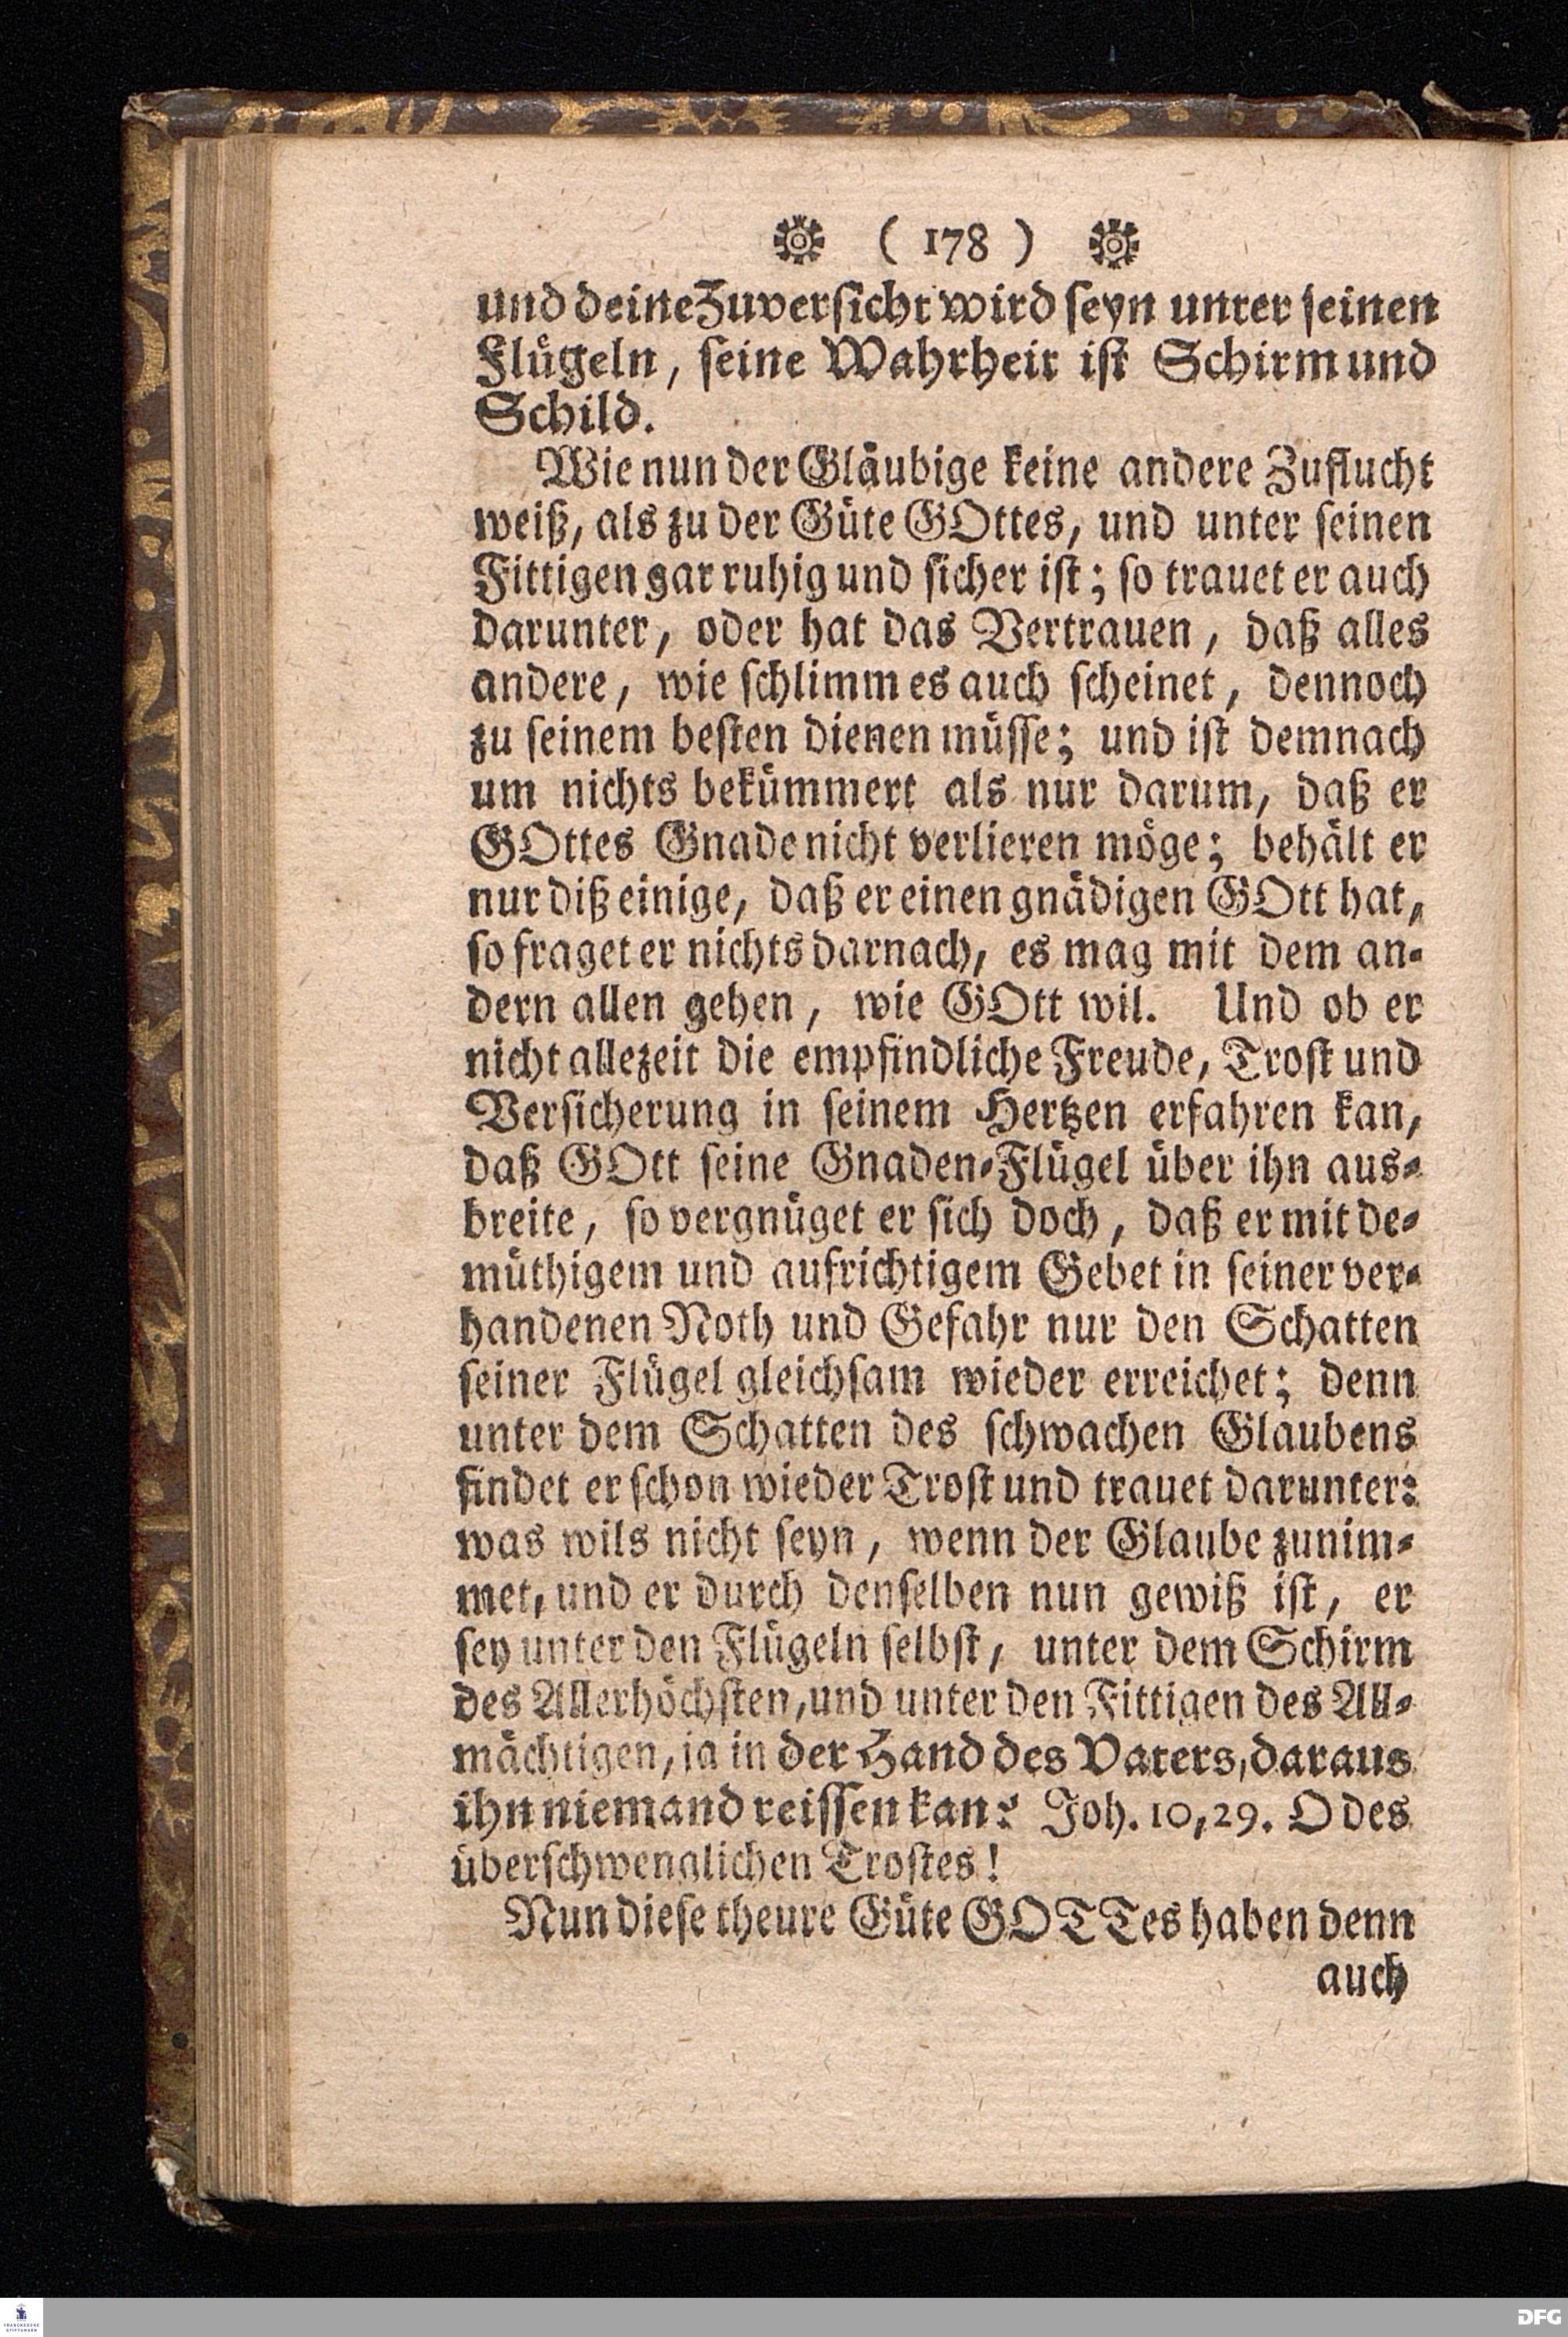 ( 178 )
und deine Zuversicht wird seyn unter seinen
Flügeln, seine Wahrheit ist Schirm und
Schild.
Wie nun der Gläubige keine andere Zuflucht
weiß, als zu der Güte GOttes, und unter seinen
Fittigen gar ruhig und sicher ist; so trauet er auch
darunter, oder hat das Vertrauen, daß alles
andere, wie schlimm es auch scheinet, dennoch
zu seinem besten dienen müsse; und ist demnach
um nichts bekümmert als nur darum, daß er
GOttes Gnade nicht verlieren möge; behält er
nur diß einige, daß er einen gnädigen GOtt hat,
so fraget er nichts darnach, es mag mit dem an-
dern allen gehen, wie GOtt wil. Und ob er
nicht allezeit die empfindliche Freude, Trost und
Versicherung in seinem Hertzen erfahren kan,
daß GOtt seine Gnaden-Flügel über ihn aus-
breite, so vergnüget er sich doch, daß er mit de-
müthigem und aufrichtigem Gebet in seiner ver-
handenen Noth und Gefahr nur den Schatten
seiner Flügel gleichsam wieder erreichet; denn
unter dem Schatten des schwachen Glaubens
findet er schon wieder Trost und trauet darunter:
was wils nicht seyn, wenn der Glaube zunim-
met, und er durch denselben nun gewiß ist, er
sey unter den Flügeln selbst, unter dem Schirm
des Allerhöchsten, und unter den Fittigen des All-
mächtigen, ja in der Hand des Vaters, daraus
ihn niemand reissen kan? Joh. 10, 29. O des
überschwenglichen Trostes!
Nun diese theure Güte GOTTes haben denn
auch
FRANCKESCHE
STIFTUNGEN
DFG